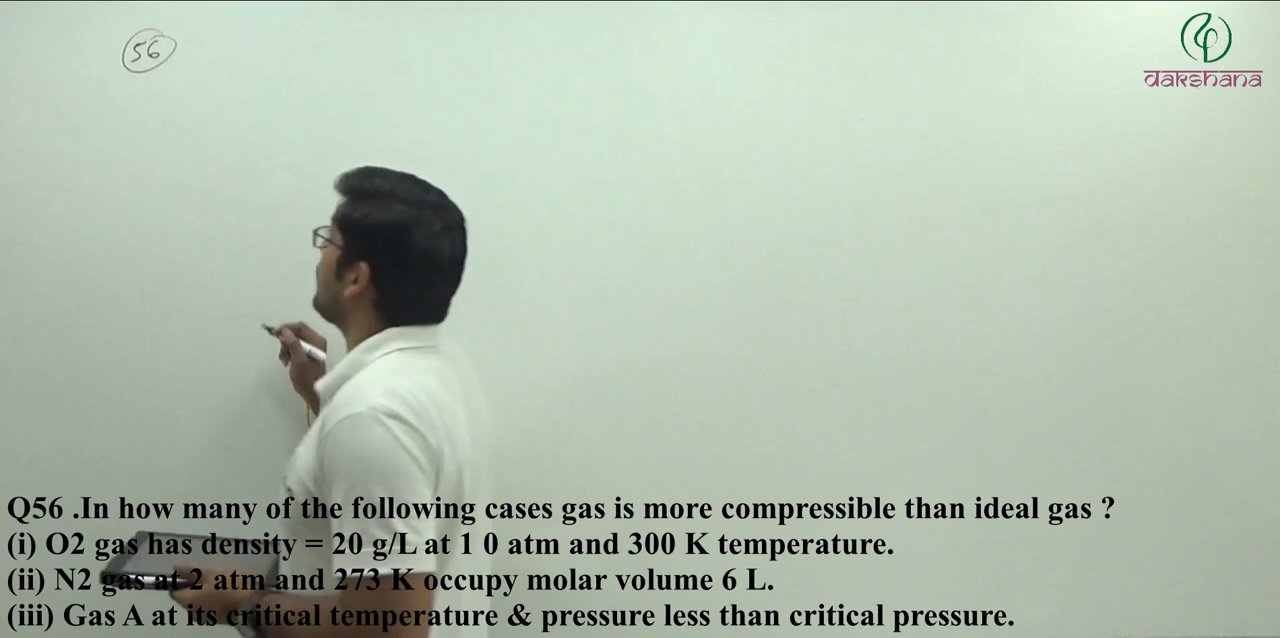 56
dakshana
Q56 .In how many of the following cases gas is more compressible than ideal gas ?
(i) O2 gas has density = 20 g/L at 1 0 atm and 300 K temperature.
(ii) N2 gas at 2 atm and 273 K occupy molar volume 6 L.
(iii) Gas A at its critical temperature & pressure less than critical pressure.